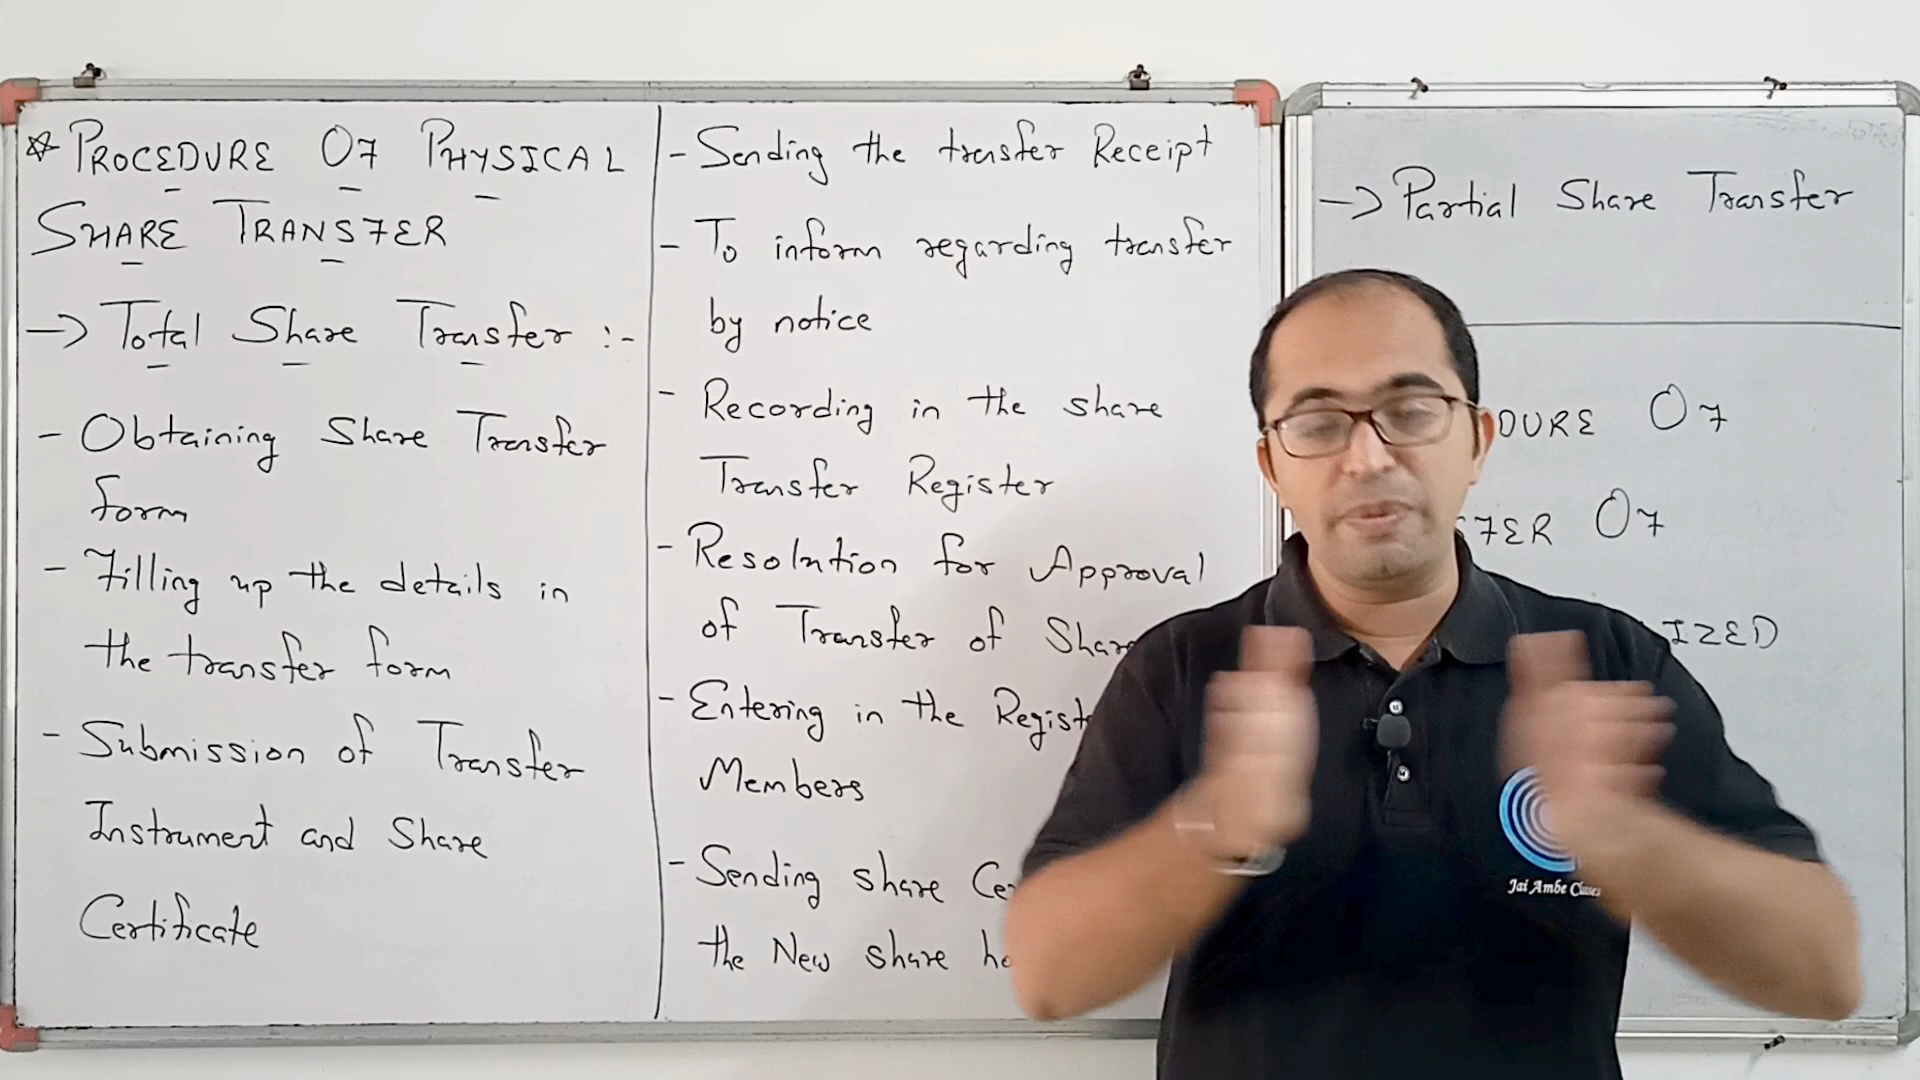 * PROCEDURE OF PHYSICAL
SHARE TRANSFER
→ Total Share Transfer :-
- Obtaining Share Transfer
form
- Filling up the details in
the transfer form
- Submission of Transfer
Instrument and Share
Certificate
- Sending the transfer Receipt
- To inform regarding transfer
by notice
- Recording in the share
Transfer Register
- Resolution for Approval
of Transfer of
- Entering in the
Members
- Sending share
the New share
→ Partial Share Transfer
OF
OF
Jai Ambe Classes